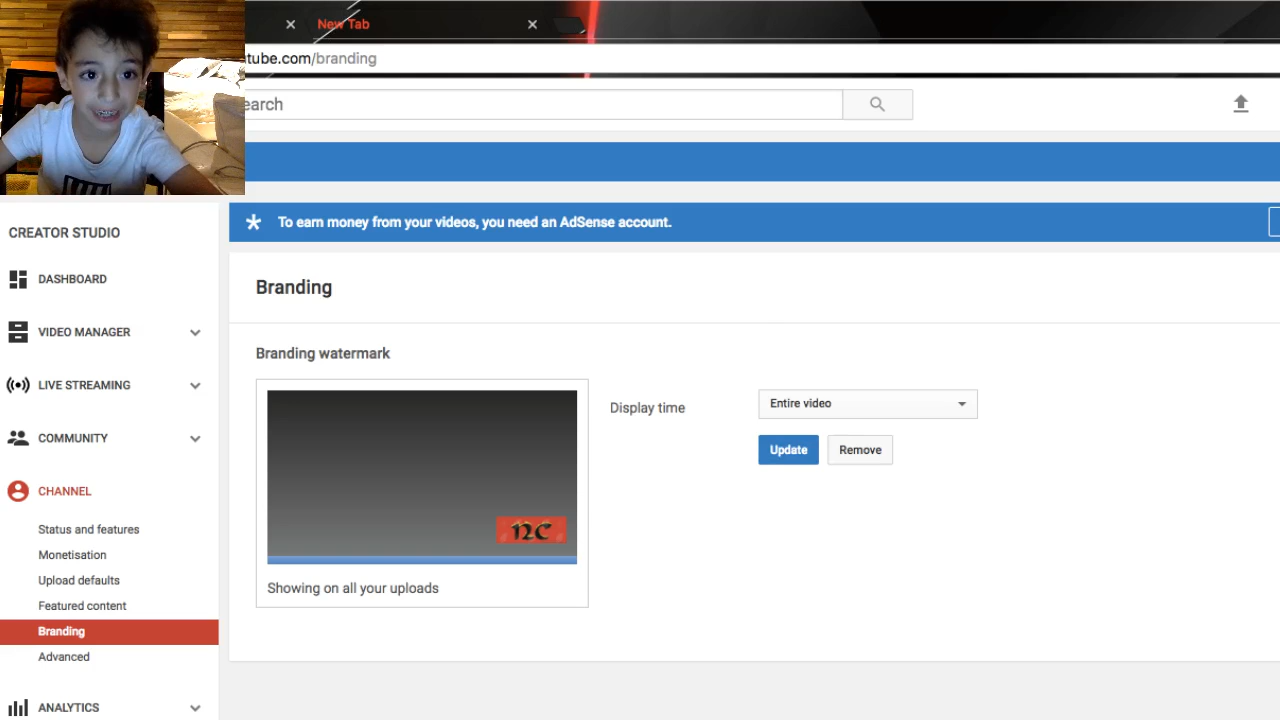 New Tab
tube.com/branding
earch
To earn money from your videos, you need an AdSense account.
CREATOR STUDIO
DASHBOARD
VIDEO MANAGER
LIVE STREAMING
COMMUNITY
CHANNEL
Status and features
Monetisation
Upload defaults
Featured content
Branding
Advanced
ANALYTICS
Branding
Branding watermark
NC
Showing on all your uploads
Display time
Entire video
Update
Remove